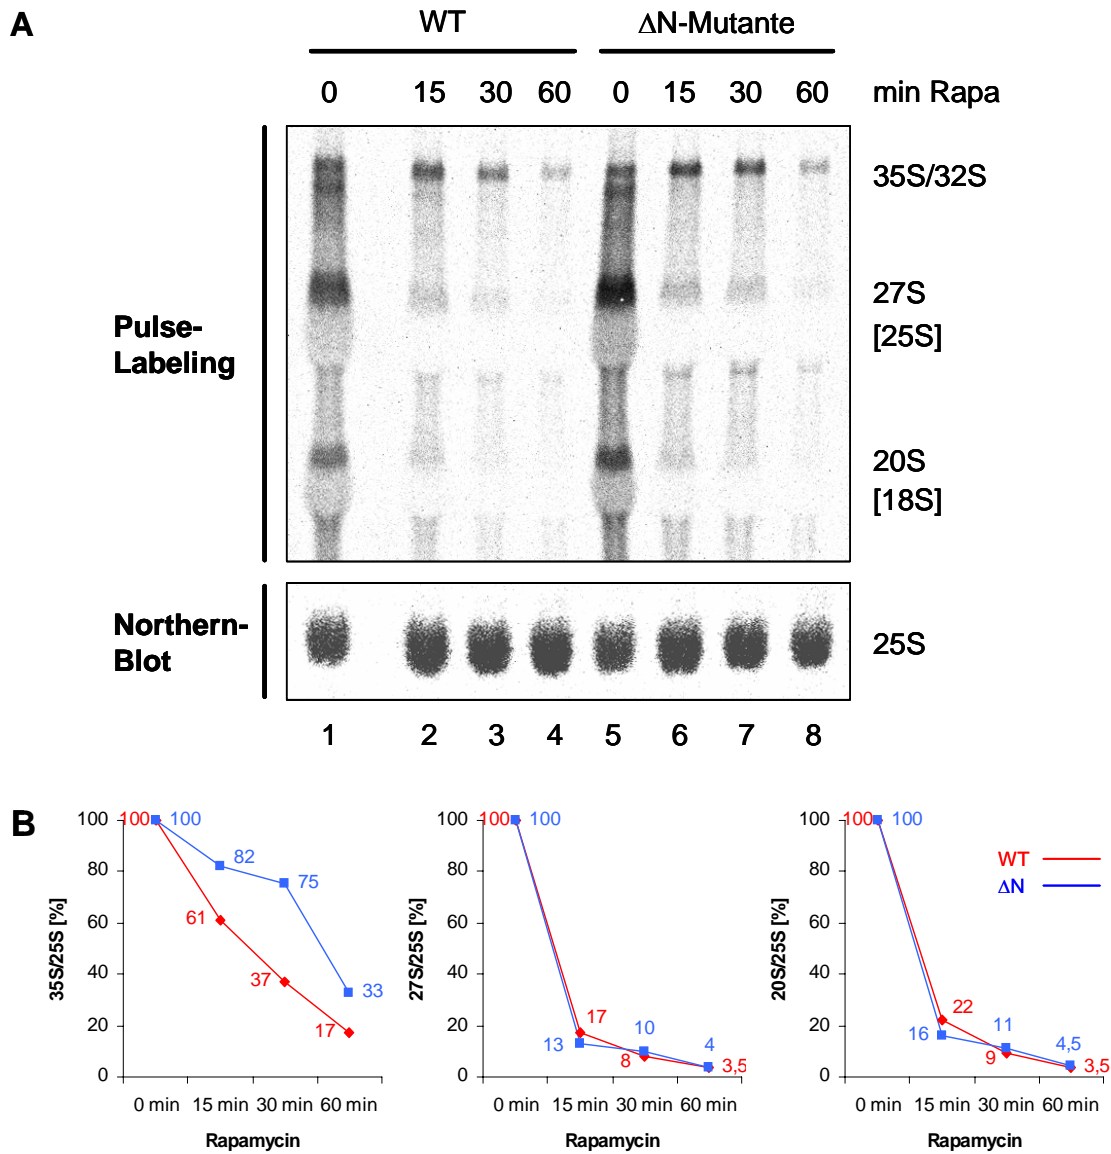 A
WT ΔN-Mutante
0 15 30 60 0 15 30 60 min Rapa
35S/32S
27S
[25S]
20S
[18S]
Pulse-
Labeling
Northern-
Blot
25S
1 2 3 4 5 6 7 8
B
35S/25S [%]
100
80
60
40
20
0
100 100
82
75
61
37
33
17
0 min 15 min 30 min 60 min
Rapamycin
27S/25S [%]
100
80
60
40
20
0
100 100
17
13
10
8
4
3,5
0 min 15 min 30 min 60 min
Rapamycin
20S/25S [%]
100
80
60
40
20
0
100 100
22
16
11
9
4,5
3,5
0 min 15 min 30 min 60 min
Rapamycin
WT
ΔN